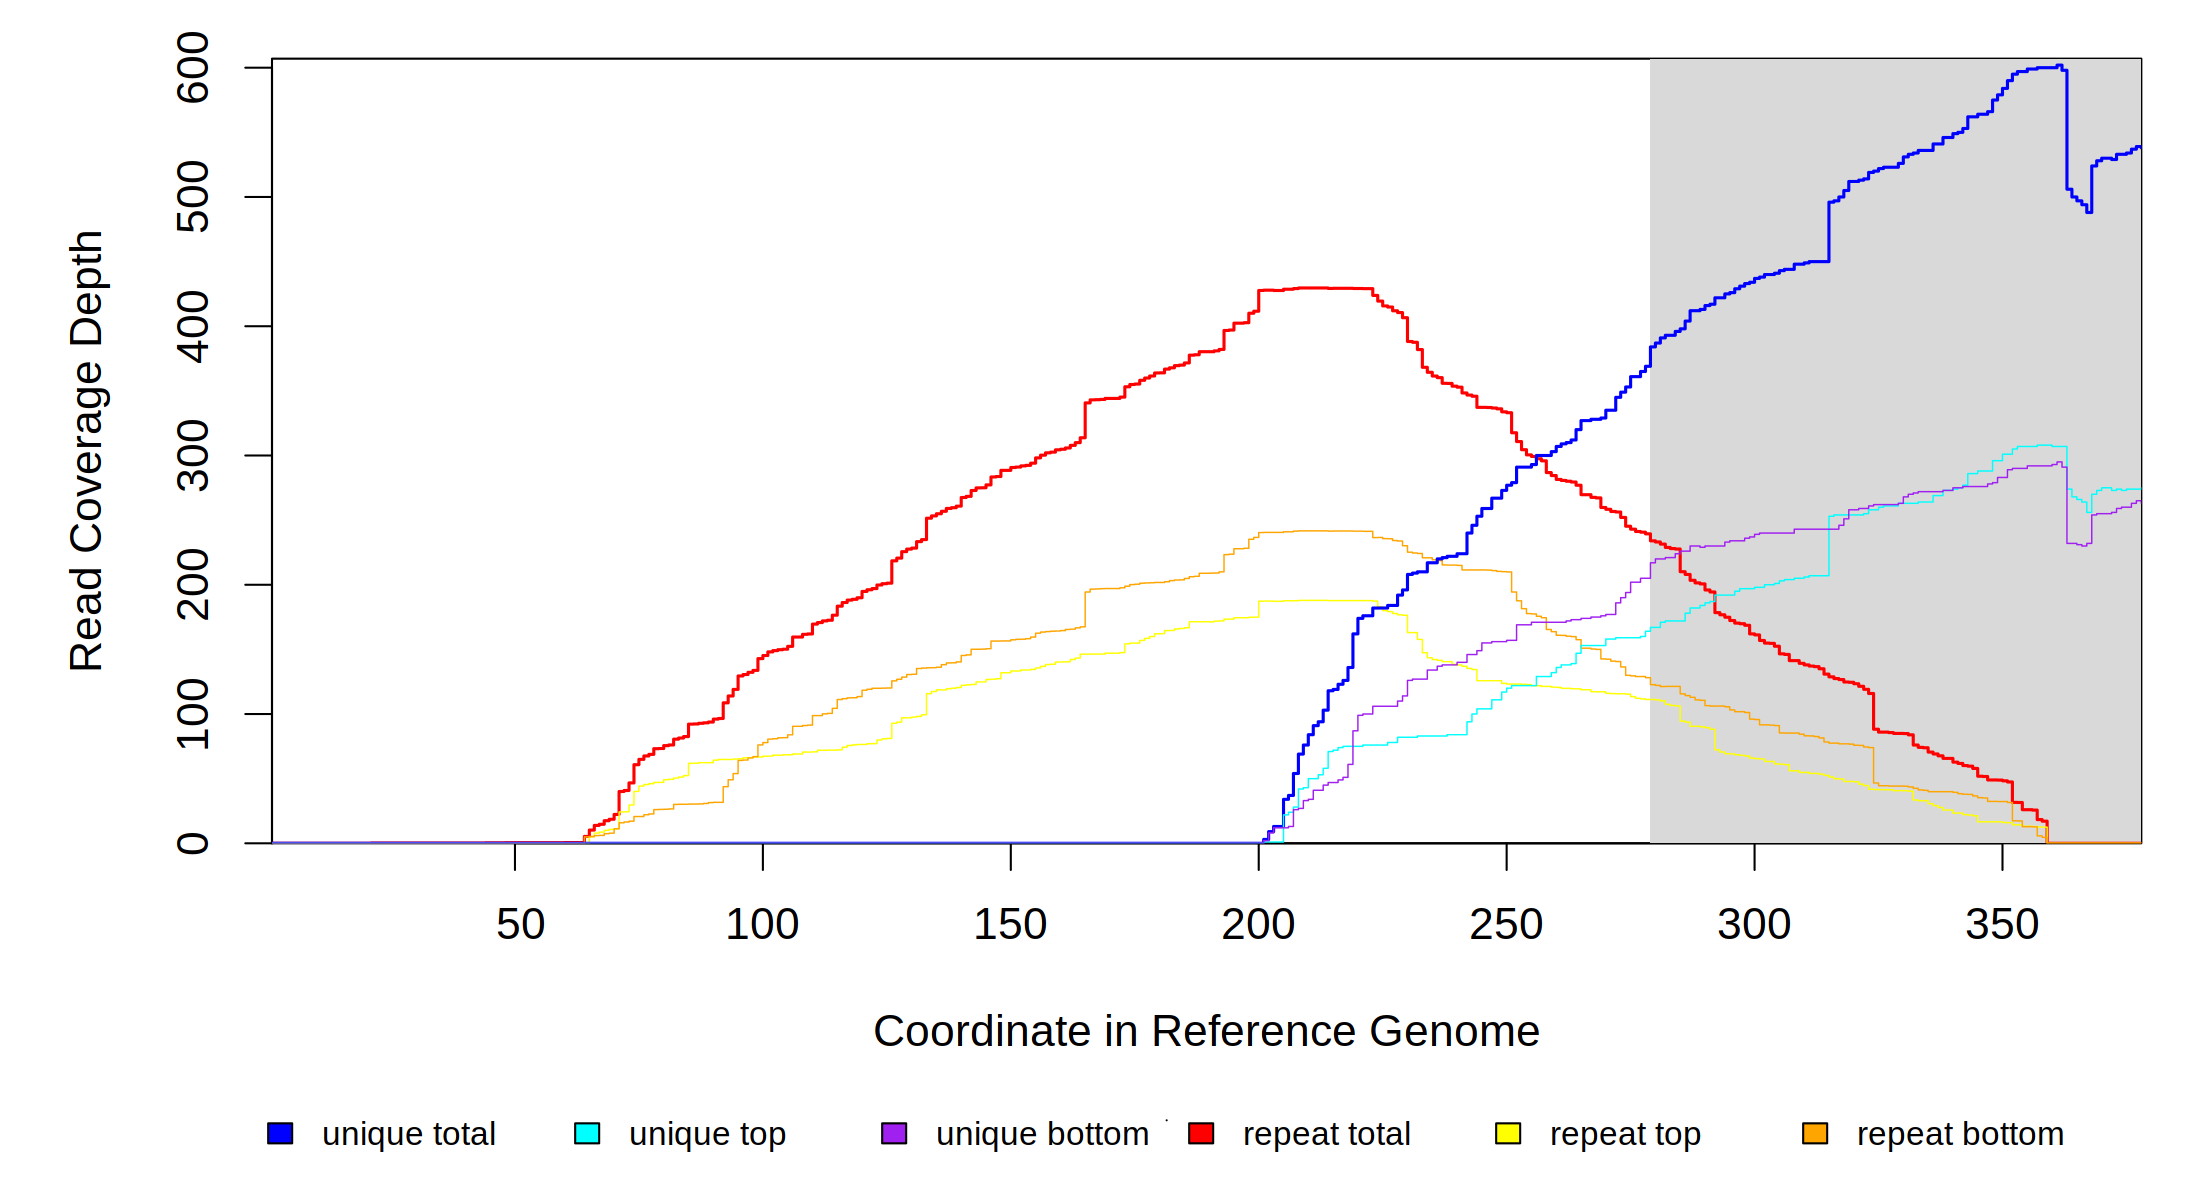 600
500
400
300
200
100
0
Read Coverage Depth
50 100 150 200 250 300 350
Coordinate in Reference Genome
unique total unique top unique bottom repeat total repeat top repeat bottom